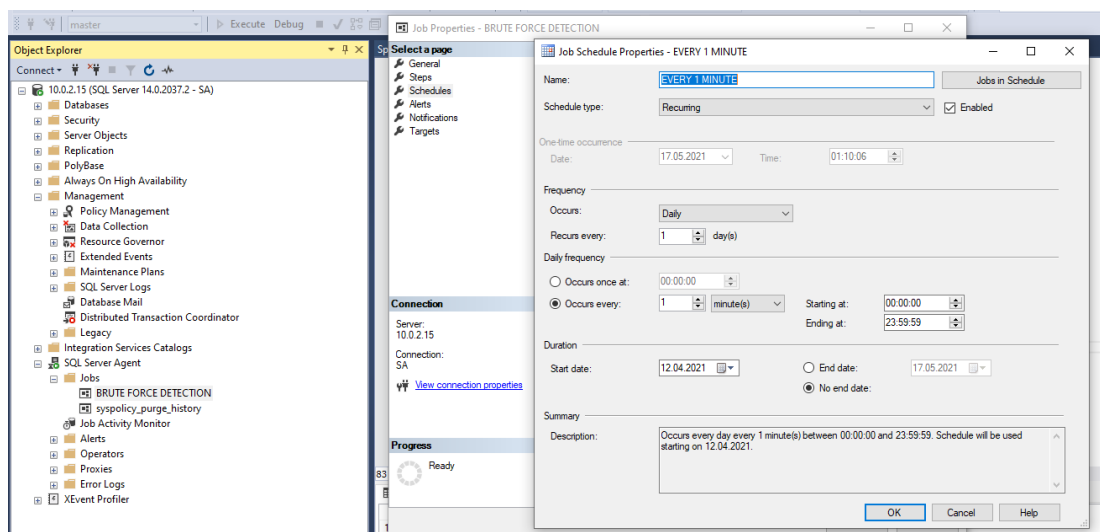 master
Execute Debug
Object Explorer
Connect
10.0.2.15 (SQL Server 14.0.2037.2 - SA)
Databases
Security
Server Objects
Replication
PolyBase
Always On High Availability
Management
Policy Management
Data Collection
Resource Governor
Extended Events
Maintenance Plans
SQL Server Logs
Database Mail
Distributed Transaction Coordinator
Legacy
Integration Services Catalogs
SQL Server Agent
Jobs
BRUTE FORCE DETECTION
syspolicy_purge_history
Job Activity Monitor
Alerts
Operators
Proxies
Error Logs
XEvent Profiler
Sp
83
1
Job Properties - BRUTE FORCE DETECTION
Select a page
General
Steps
Schedules
Alerts
Notifications
Targets
Connection
Server:
10.0.2.15
Connection:
SA
View connection properties
Progress
Ready
Job Schedule Properties - EVERY 1 MINUTE
Name: EVERY 1 MINUTE Jobs in Schedule
Schedule type: Recurring Enabled
One-time occurrence
Date: 17.05.2021 Time: 01:10:06
Frequency
Occurs: Daily
Recurs every: 1 day(s)
Daily frequency
Occurs once at: 00:00:00
Occurs every: 1 minute(s) Starting at: 00:00:00
Ending at: 23:59:59
Duration
Start date: 12.04.2021 End date: 17.05.2021
No end date:
Summary
Description: Occurs every day every 1 minute(s) between 00:00:00 and 23:59:59. Schedule will be used
starting on 12.04.2021.
OK Cancel Help